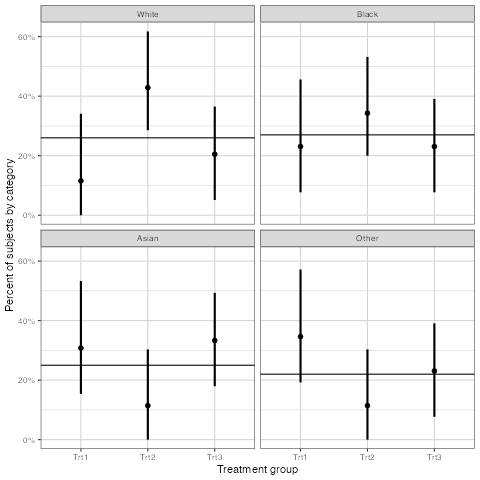 White
Black
60%
40%
20%
0%
Asian
Other
60%
40%
20%
0%
Trt1
Trt2
Trt3
Trt1
Trt2
Trt3
Treatment group
Percent of subjects by category